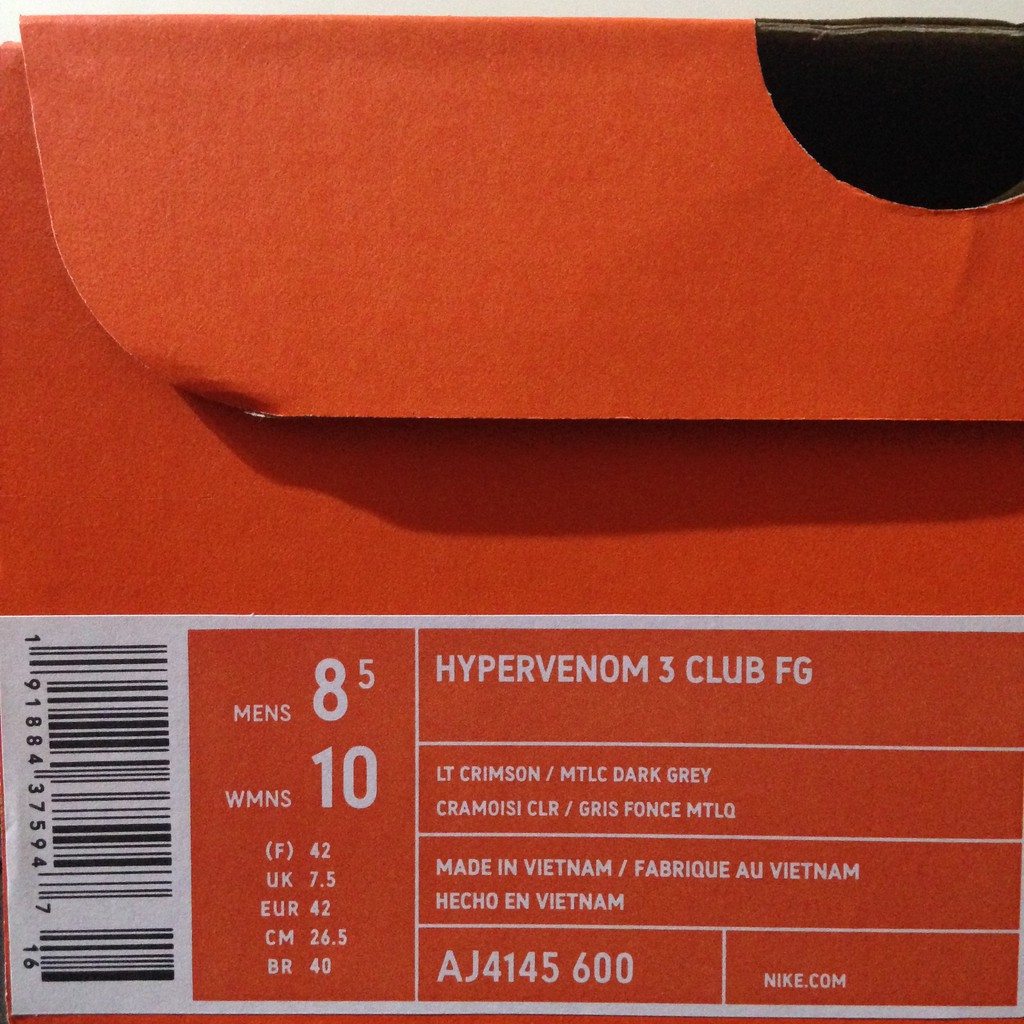 1 91884 37594 7 16
MENS 8 5
WMNS 10
(F) 42
UK 7.5
EUR 42
CM 26.5
BR 40
HYPERVENOM 3 CLUB FG
LT CRIMSON / MTLC DARK GREY
CRAMOISI CLR / GRIS FONCE MTLQ
MADE IN VIETNAM / FABRIQUE AU VIETNAM
HECHO EN VIETNAM
AJ4145 600
NIKE.COM